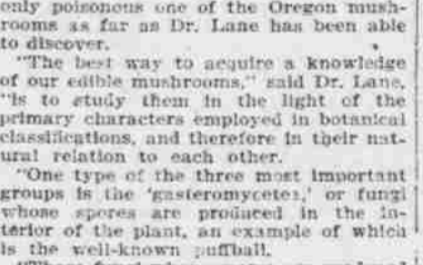 only poisonous one of the Oregon mush-
rooms as far as Dr. Lane has been able
to discover.
"The best way to acquire a knowledge
of our edible mushrooms," said Dr. Lane,
"is to study them in the light of the
primary characters employed in botanical
classifications, and therefore in their nat-
ural relation to each other.
"One type of the three most important
groups is the 'gasteromycetes,' or fungi
whose spores are produced in the in-
terior of the plant, an example of which
is the well-known puffball.